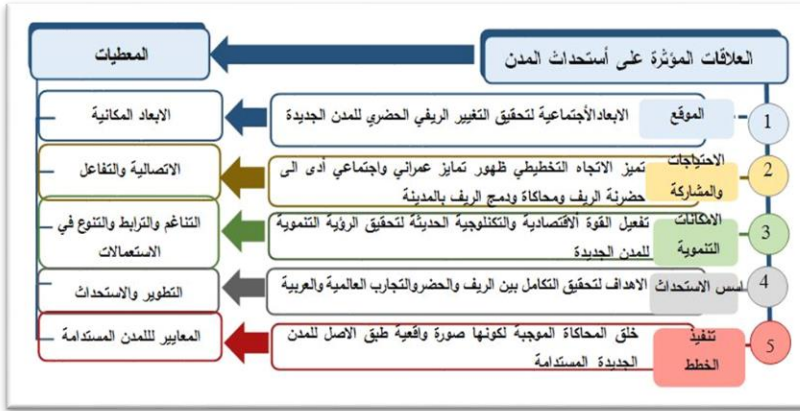 العلاقات المؤثرة على أستحداث المدن
المعطيات
1
الموقع
الابعادالأجتماعية لتحقيق التغيير الريفي الحضري للمدن الجديدة
الابعاد المكانية
2
الاحتياجات
والمشاركة
تميز الاتجاه التخطيطي ظهور تمايز عمراني واجتماعي أدى الى
حضرنة الريف ومحاكاة ودمج الريف بالمدينة
الاتصالية والتفاعل
3
الامكانات
التنموية
تفعيل القوة ألاقتصادية والتكنلوجية الحديثة لتحقيق الرؤية التنموية
للمدن الجديدة
التناغم والترابط والتنوع في
الاستعمالات
4
اسس الاستحداث
الاهداف لتحقيق التكامل بين الريف والحضروالتجارب العالمية والعربية
التطوير والاستحداث
5
تنفيذ
الخطط
خلق المحاكاة الموجبة لكونها صورة واقعية طبق الاصل للمدن
الجديدة المستدامة
المعايير لللمدن المستدامة